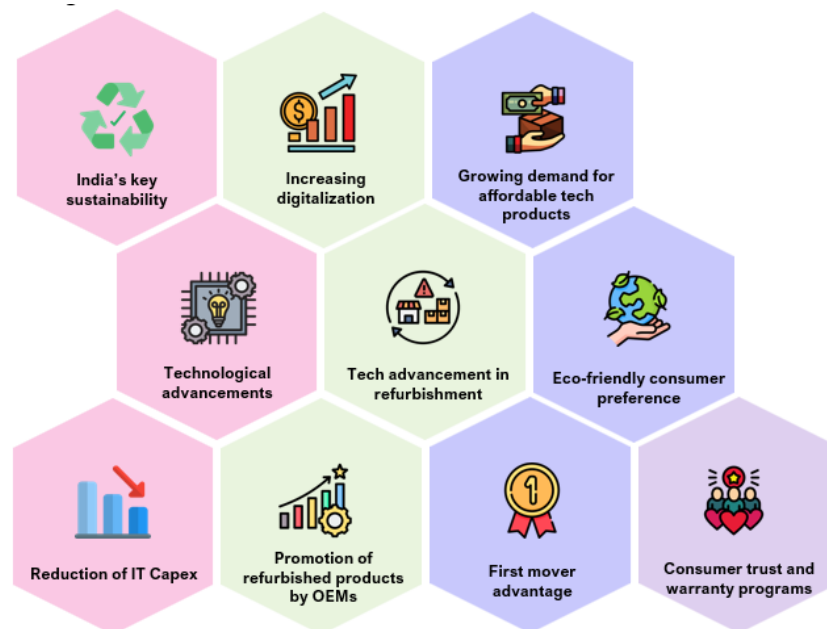 India's key
sustainability
Increasing
digitalization
Growing demand for
affordable tech
products
Technological
advancements
Tech advancement in
refurbishment
Eco-friendly consumer
preference
Reduction of IT Capex
Promotion of
refurbished products
by OEMs
First mover
advantage
Consumer trust and
warranty programs